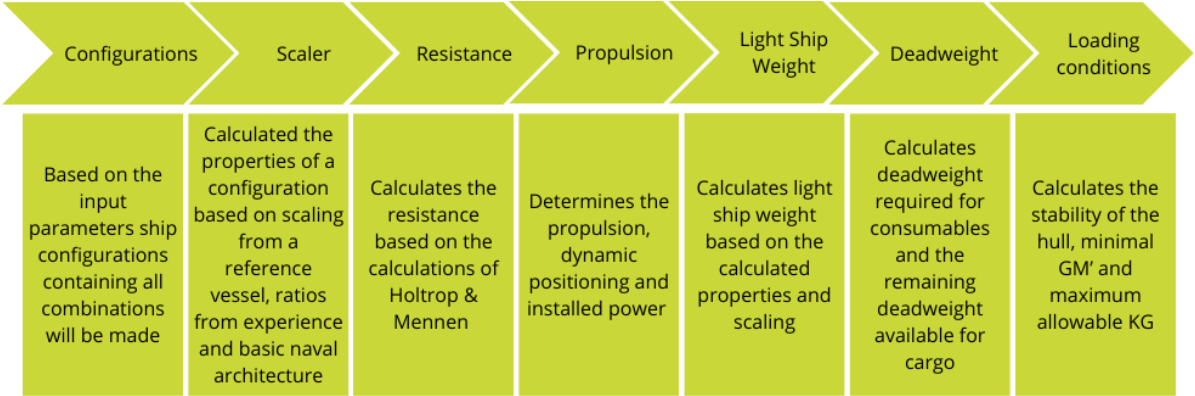 Configurations
Scaler
Resistance
Propulsion
Light Ship
Weight
Deadweight
Loading
conditions
Based on the
input
parameters ship
configurations
containing all
combinations
will be made
Calculated the
properties of a
configuration
based on scaling
from a
reference
vessel, ratios
from experience
and basic naval
architecture
Calculates the
resistance
based on the
calculations of
Holtrop &
Mennen
Determines the
propulsion,
dynamic
positioning and
installed power
Calculates light
ship weight
based on the
calculated
properties and
scaling
Calculates
deadweight
required for
consumables
and the
remaining
deadweight
available for
cargo
Calculates the
stability of the
hull, minimal
GM’ and
maximum
allowable KG